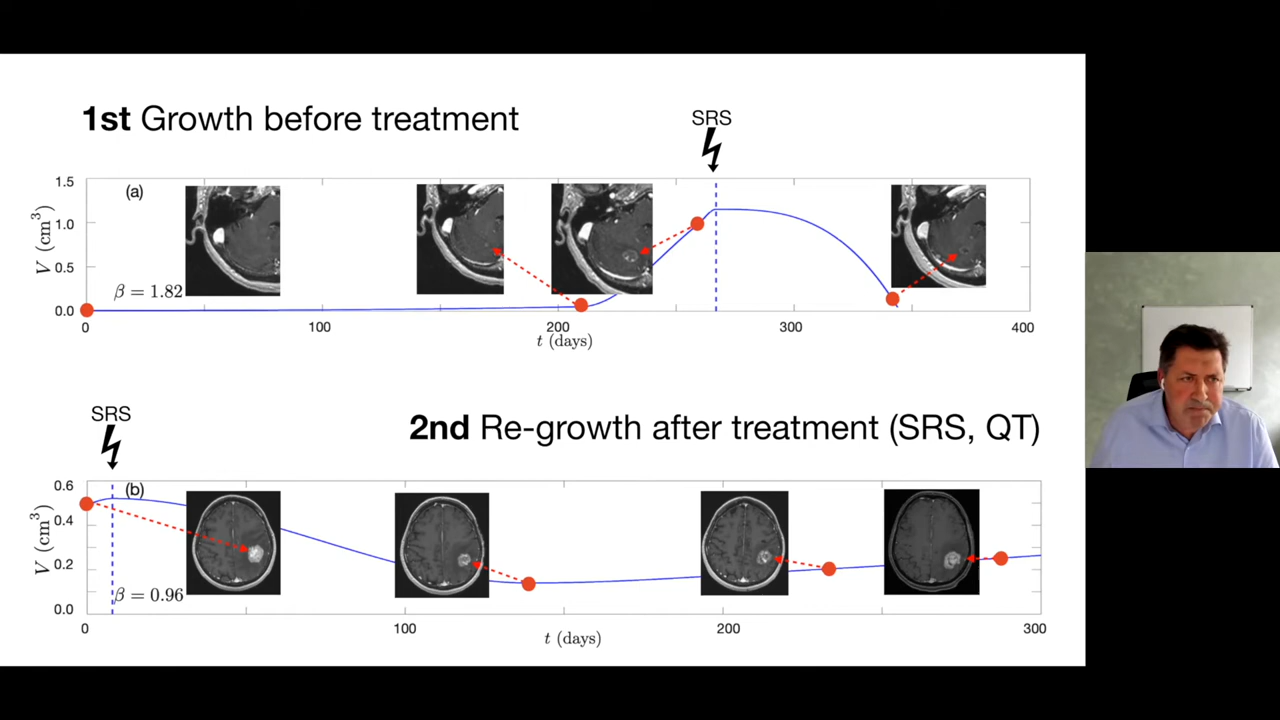 1st Growth before treatment
SRS
(a)
V (cm³)
1.5
1.0
0.5
0.0
β = 1.82
0
100
200
300
400
t (days)
SRS
2nd Re-growth after treatment (SRS, QT)
(b)
V (cm³)
0.6
0.4
0.2
0.0
β = 0.96
0
100
200
300
t (days)